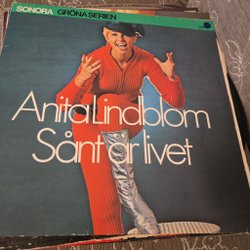 SONORA GRÖNA SERIEN
Anita Lindblom
Sånt är livet